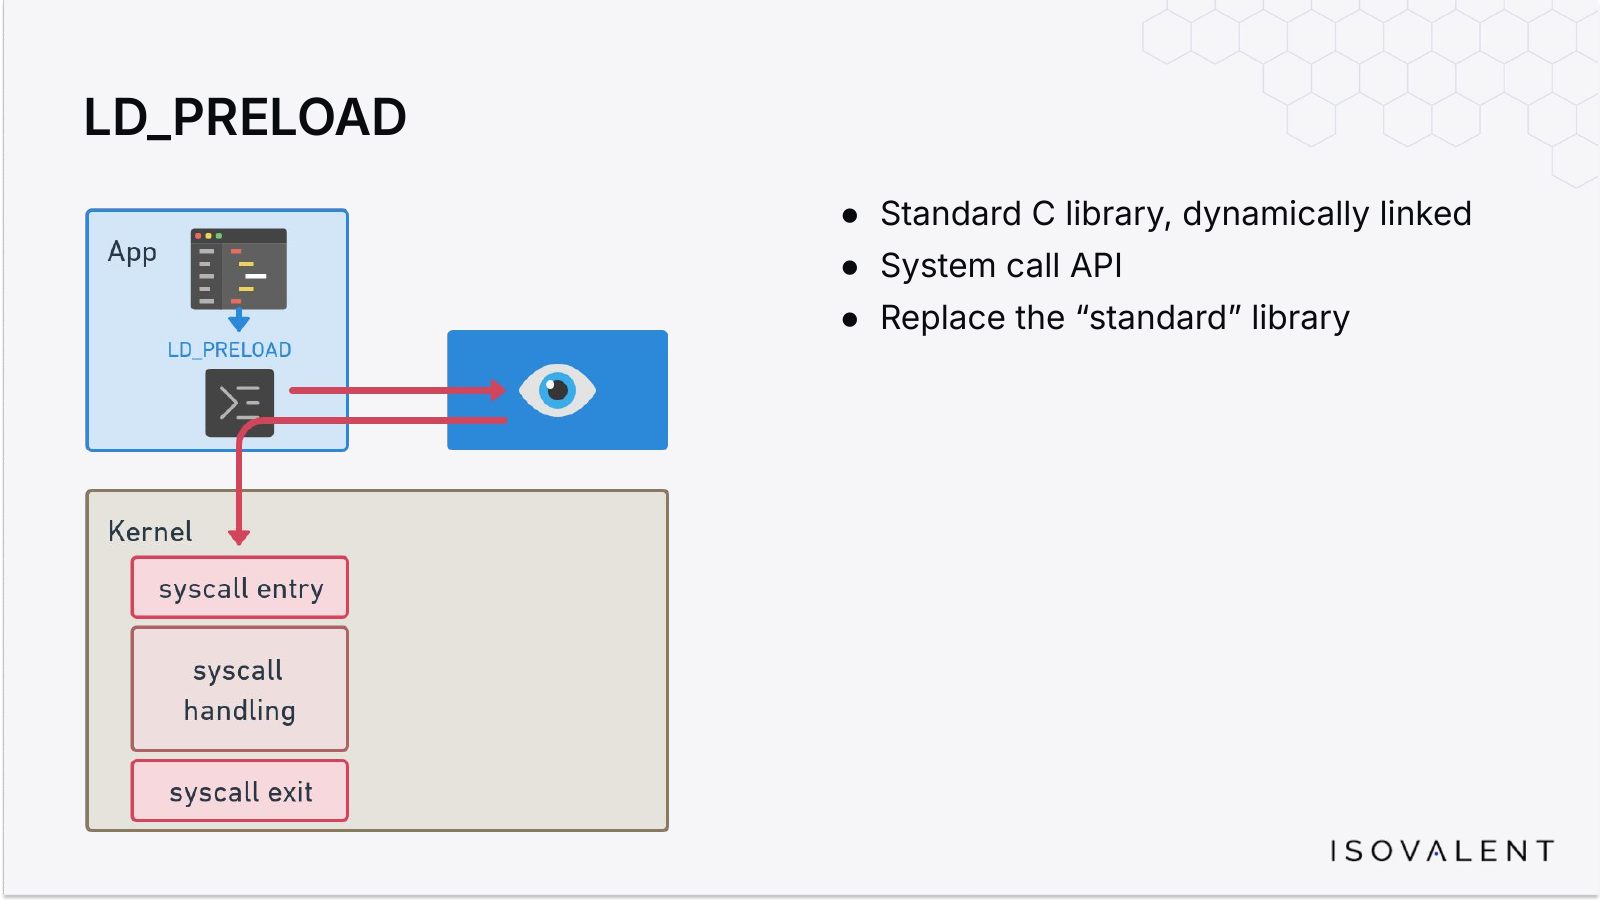 LD_PRELOAD
App
LD_PRELOAD
Kernel
syscall entry
syscall
handling
syscall exit
● Standard C library, dynamically linked
● System call API
● Replace the “standard” library
ISOVALENT